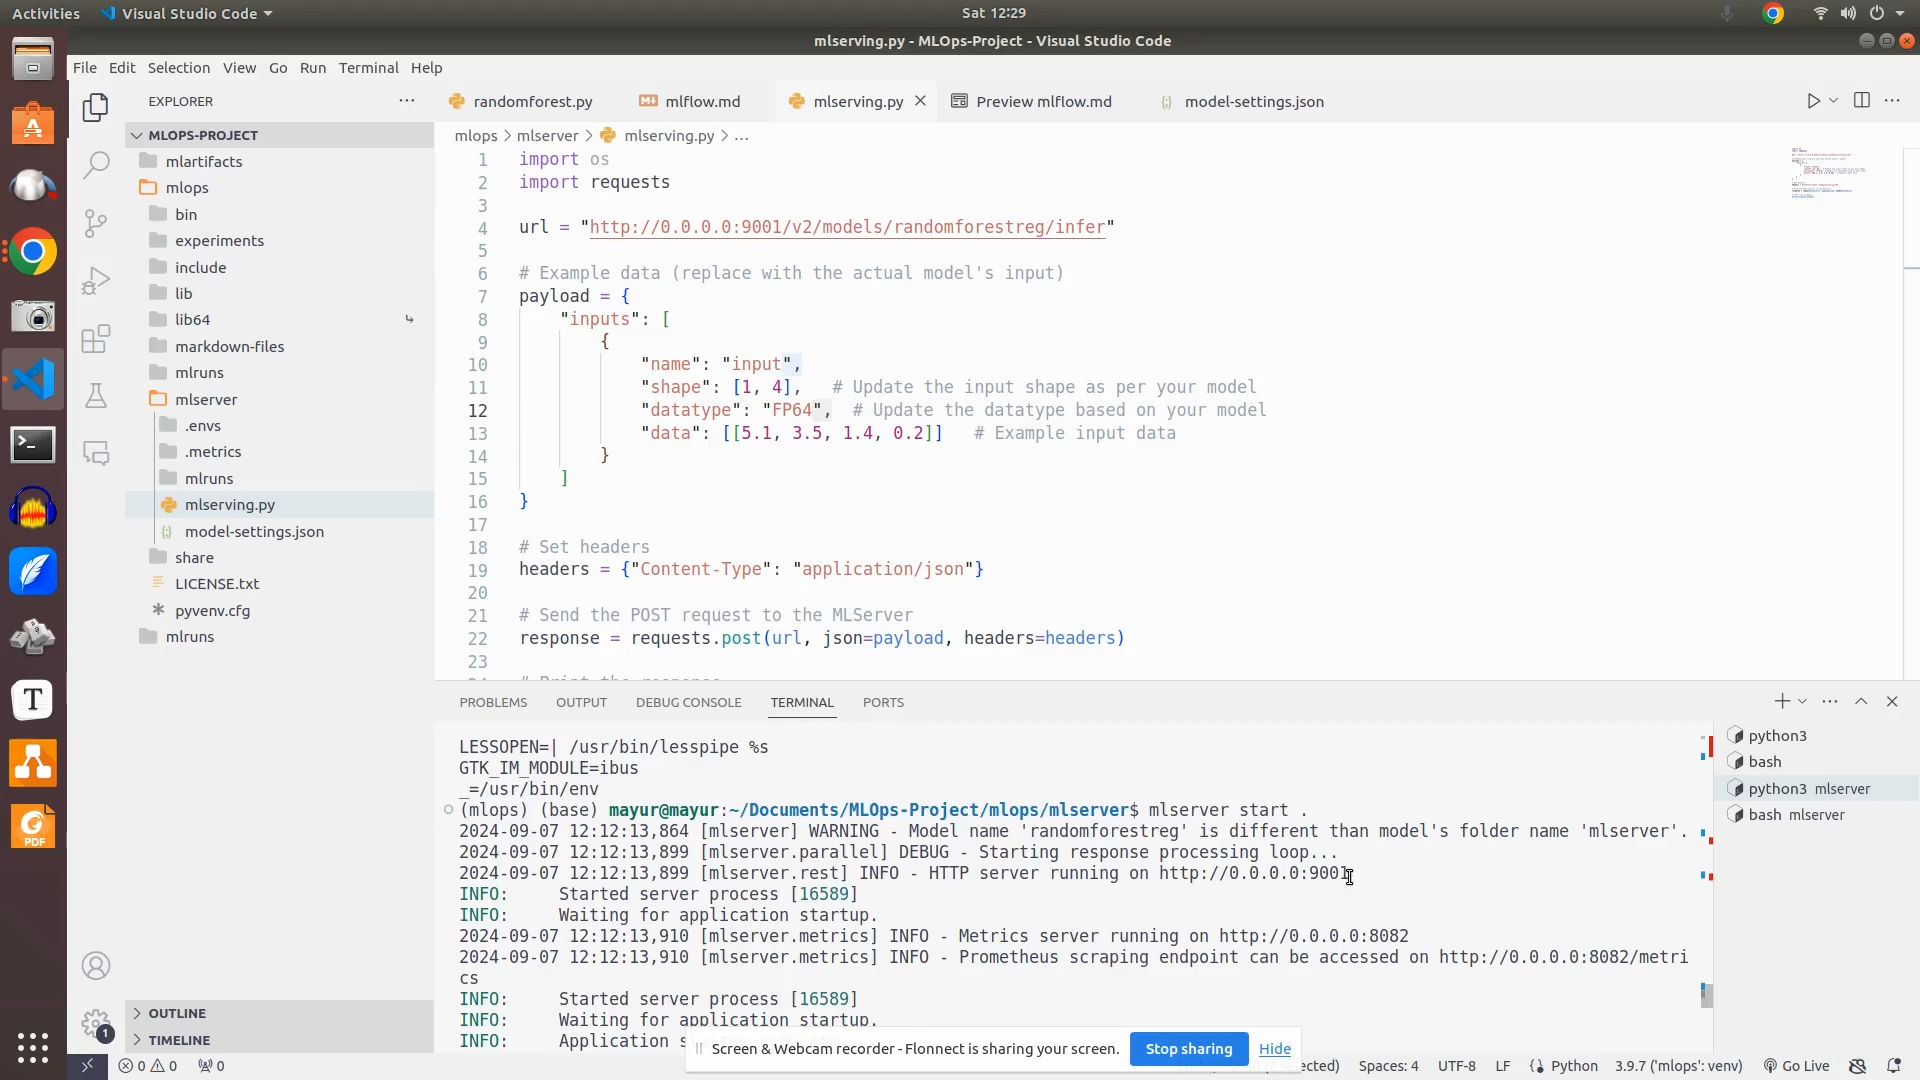 Activities
Visual Studio Code
Sat 12:29
mlserving.py - MLOps-Project - Visual Studio Code
File Edit Selection View Go Run Terminal Help
EXPLORER
MLOPS-PROJECT
mlartifacts
mlops
bin
experiments
include
lib
lib64
markdown-files
mlruns
mlserver
.envs
.metrics
mlruns
mlserving.py
model-settings.json
share
LICENSE.txt
pyvenv.cfg
mlruns
OUTLINE
TIMELINE
randomforest.py
mlflow.md
mlserving.py
Preview mlflow.md
model-settings.json
mlops > mlserver > mlserving.py > ...
1 import os
2 import requests
3
4 url = "http://0.0.0.0:9001/v2/models/randomforestreg/infer"
5
6 # Example data (replace with the actual model's input)
7 payload = {
8 "inputs": [
9 {
10 "name": "input",
11 "shape": [1, 4], # Update the input shape as per your model
12 "datatype": "FP64", # Update the datatype based on your model
13 "data": [[5.1, 3.5, 1.4, 0.2]] # Example input data
14 }
15 ]
16 }
17
18 # Set headers
19 headers = {"Content-Type": "application/json"}
20
21 # Send the POST request to the MLServer
22 response = requests.post(url, json=payload, headers=headers)
23
PROBLEMS OUTPUT DEBUG CONSOLE TERMINAL PORTS
LESSOPEN=| /usr/bin/lesspipe %s
GTK_IM_MODULE=ibus
_=/usr/bin/env
(mlops) (base) mayur@mayur:~/Documents/MLOps-Project/mlops/mlserver$ mlserver start .
2024-09-07 12:12:13,864 [mlserver] WARNING - Model name 'randomforestreg' is different than model's folder name 'mlserver'.
2024-09-07 12:12:13,899 [mlserver.parallel] DEBUG - Starting response processing loop...
2024-09-07 12:12:13,899 [mlserver.rest] INFO - HTTP server running on http://0.0.0.0:9001
INFO: Started server process [16589]
INFO: Waiting for application startup.
2024-09-07 12:12:13,910 [mlserver.metrics] INFO - Metrics server running on http://0.0.0.0:8082
2024-09-07 12:12:13,910 [mlserver.metrics] INFO - Prometheus scraping endpoint can be accessed on http://0.0.0.0:8082/metri
cs
INFO: Started server process [16589]
INFO: Waiting for application startup.
INFO: Application s
python3
bash
python3 mlserver
bash mlserver
Screen & Webcam recorder - Flonnect is sharing your screen.
Stop sharing
Hide
1
0 0 0
Spaces: 4 UTF-8 LF Python 3.9.7 ('mlops': venv) Go Live
PDF
T